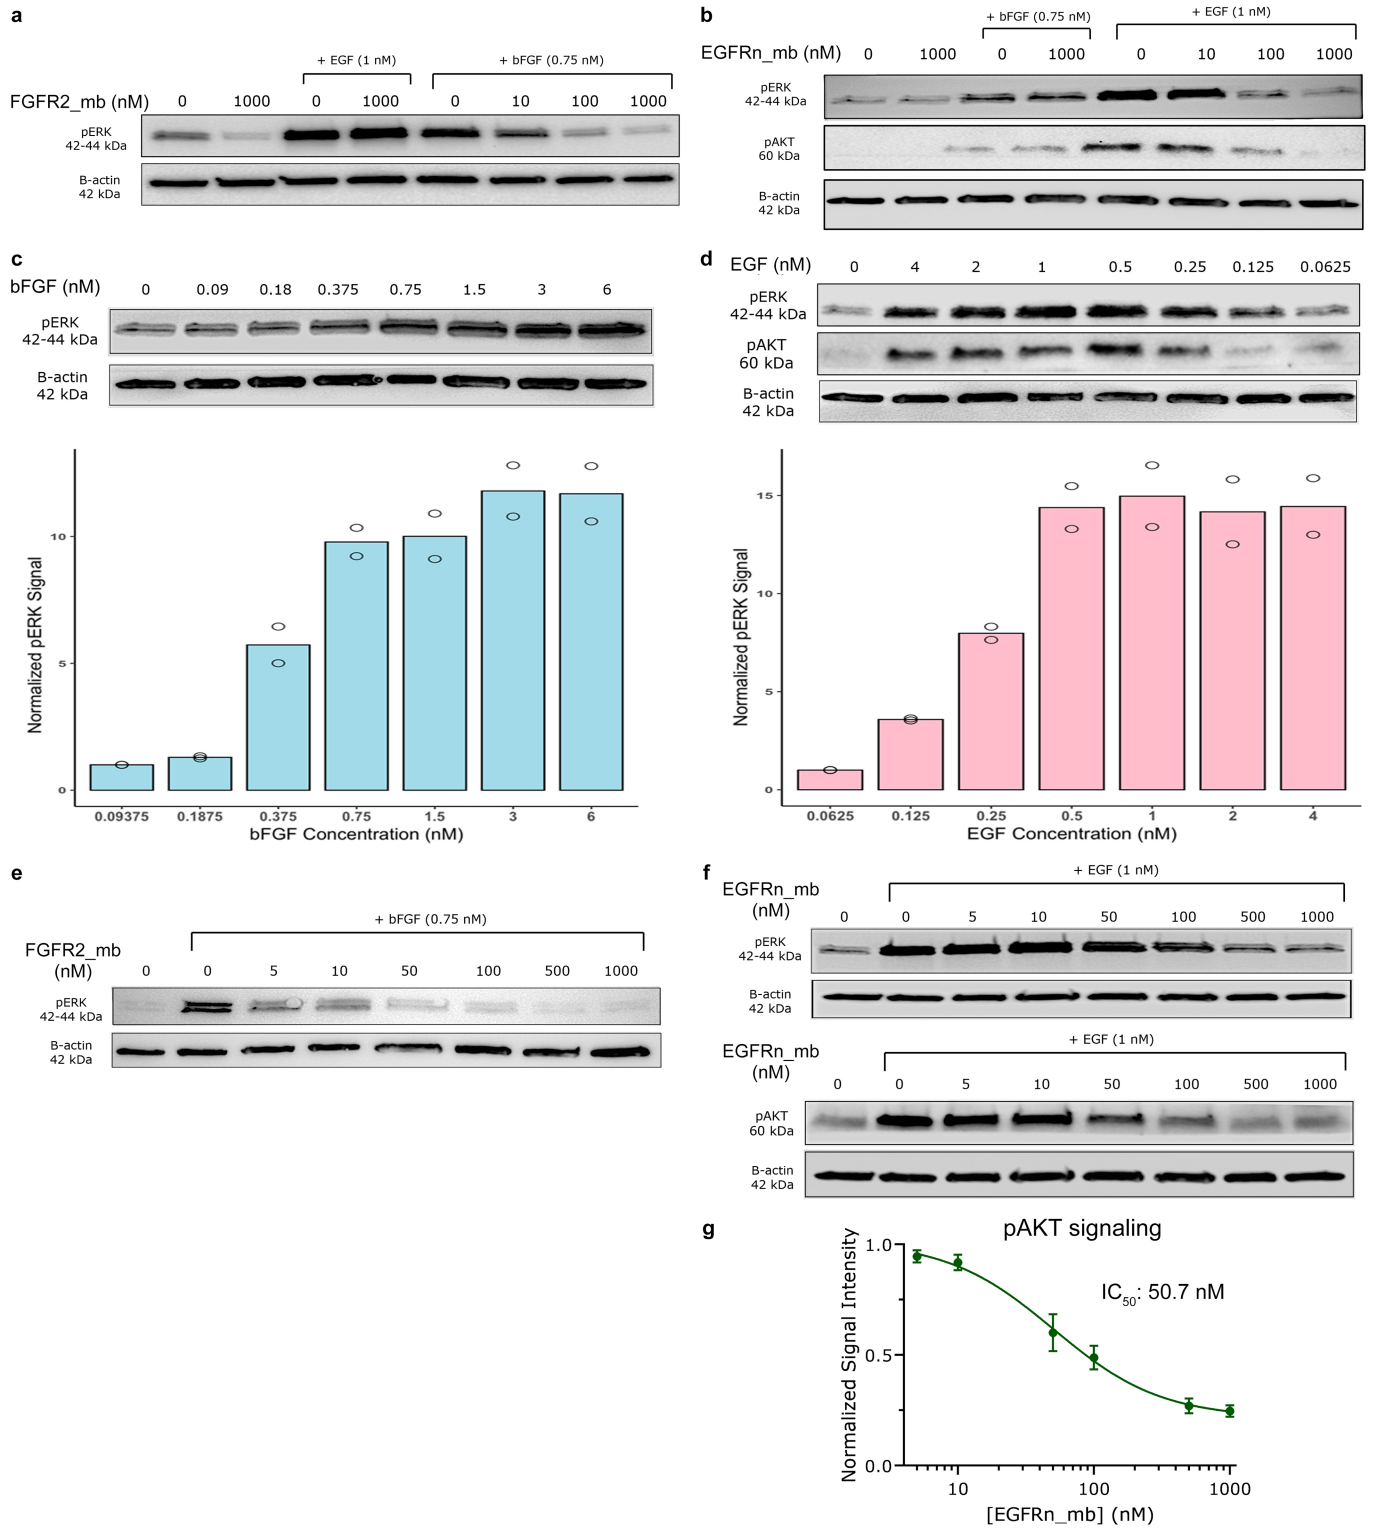 a
+ EGF (1 nM)
+ bFGF (0.75 nM)
FGFR2_mb (nM)
0 1000 0 1000 0 10 100 1000
pERK
42-44 kDa
B-actin
42 kDa
b
+ bFGF (0.75 nM)
+ EGF (1 nM)
EGFRn_mb (nM)
0 1000 0 1000 0 10 100 1000
pERK
42-44 kDa
pAKT
60 kDa
B-actin
42 kDa
c
bFGF (nM)
0 0.09 0.18 0.375 0.75 1.5 3 6
pERK
42-44 kDa
B-actin
42 kDa
Normalized pERK Signal
10
5
0
0.09375 0.1875 0.375 0.75 1.5 3 6
bFGF Concentration (nM)
d
EGF (nM)
0 4 2 1 0.5 0.25 0.125 0.0625
pERK
42-44 kDa
pAKT
60 kDa
B-actin
42 kDa
Normalized pERK Signal
15
10
5
0
0.0625 0.125 0.25 0.5 1 2 4
EGF Concentration (nM)
e
+ bFGF (0.75 nM)
FGFR2_mb
(nM)
0 0 5 10 50 100 500 1000
pERK
42-44 kDa
B-actin
42 kDa
f
+ EGF (1 nM)
EGFRn_mb
(nM)
0 0 5 10 50 100 500 1000
pERK
42-44 kDa
B-actin
42 kDa
+ EGF (1 nM)
EGFRn_mb
(nM)
0 0 5 10 50 100 500 1000
pAKT
60 kDa
B-actin
42 kDa
g
pAKT signaling
IC50: 50.7 nM
Normalized Signal Intensity
1.0
0.5
0.0
10 100 1000
[EGFRn_mb] (nM)